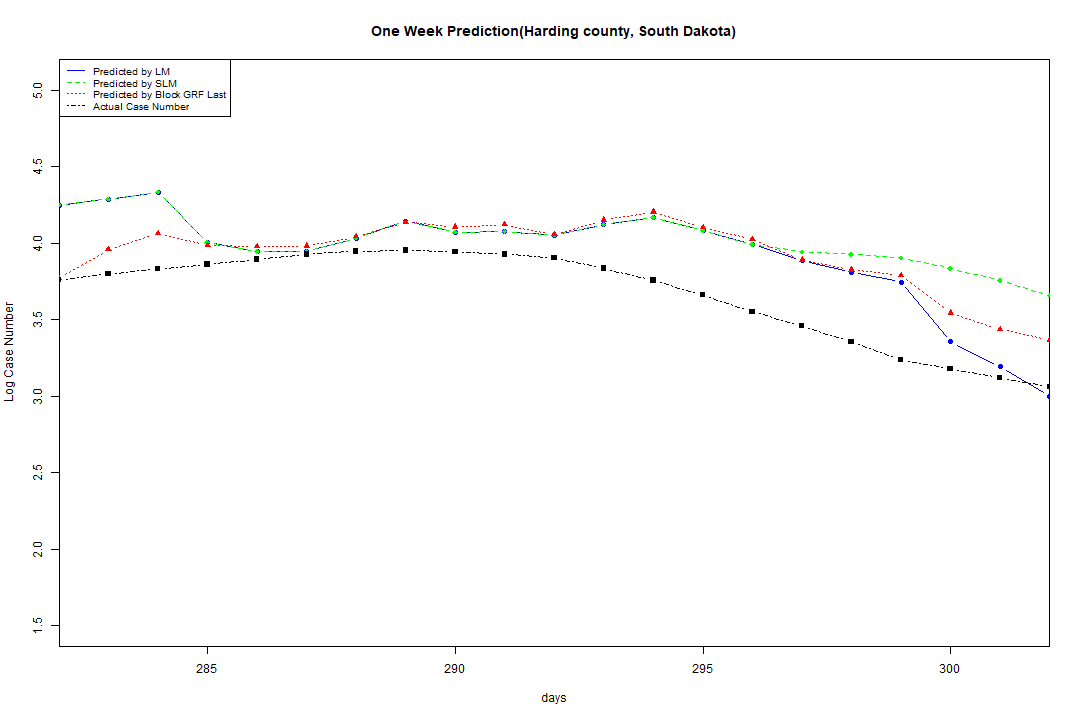 One Week Prediction(Harding county, South Dakota)
Predicted by LM
Predicted by SLM
Predicted by Block GRF Last
Actual Case Number
5.0
4.5
4.0
3.5
3.0
2.5
2.0
1.5
Log Case Number
285 290 295 300
days